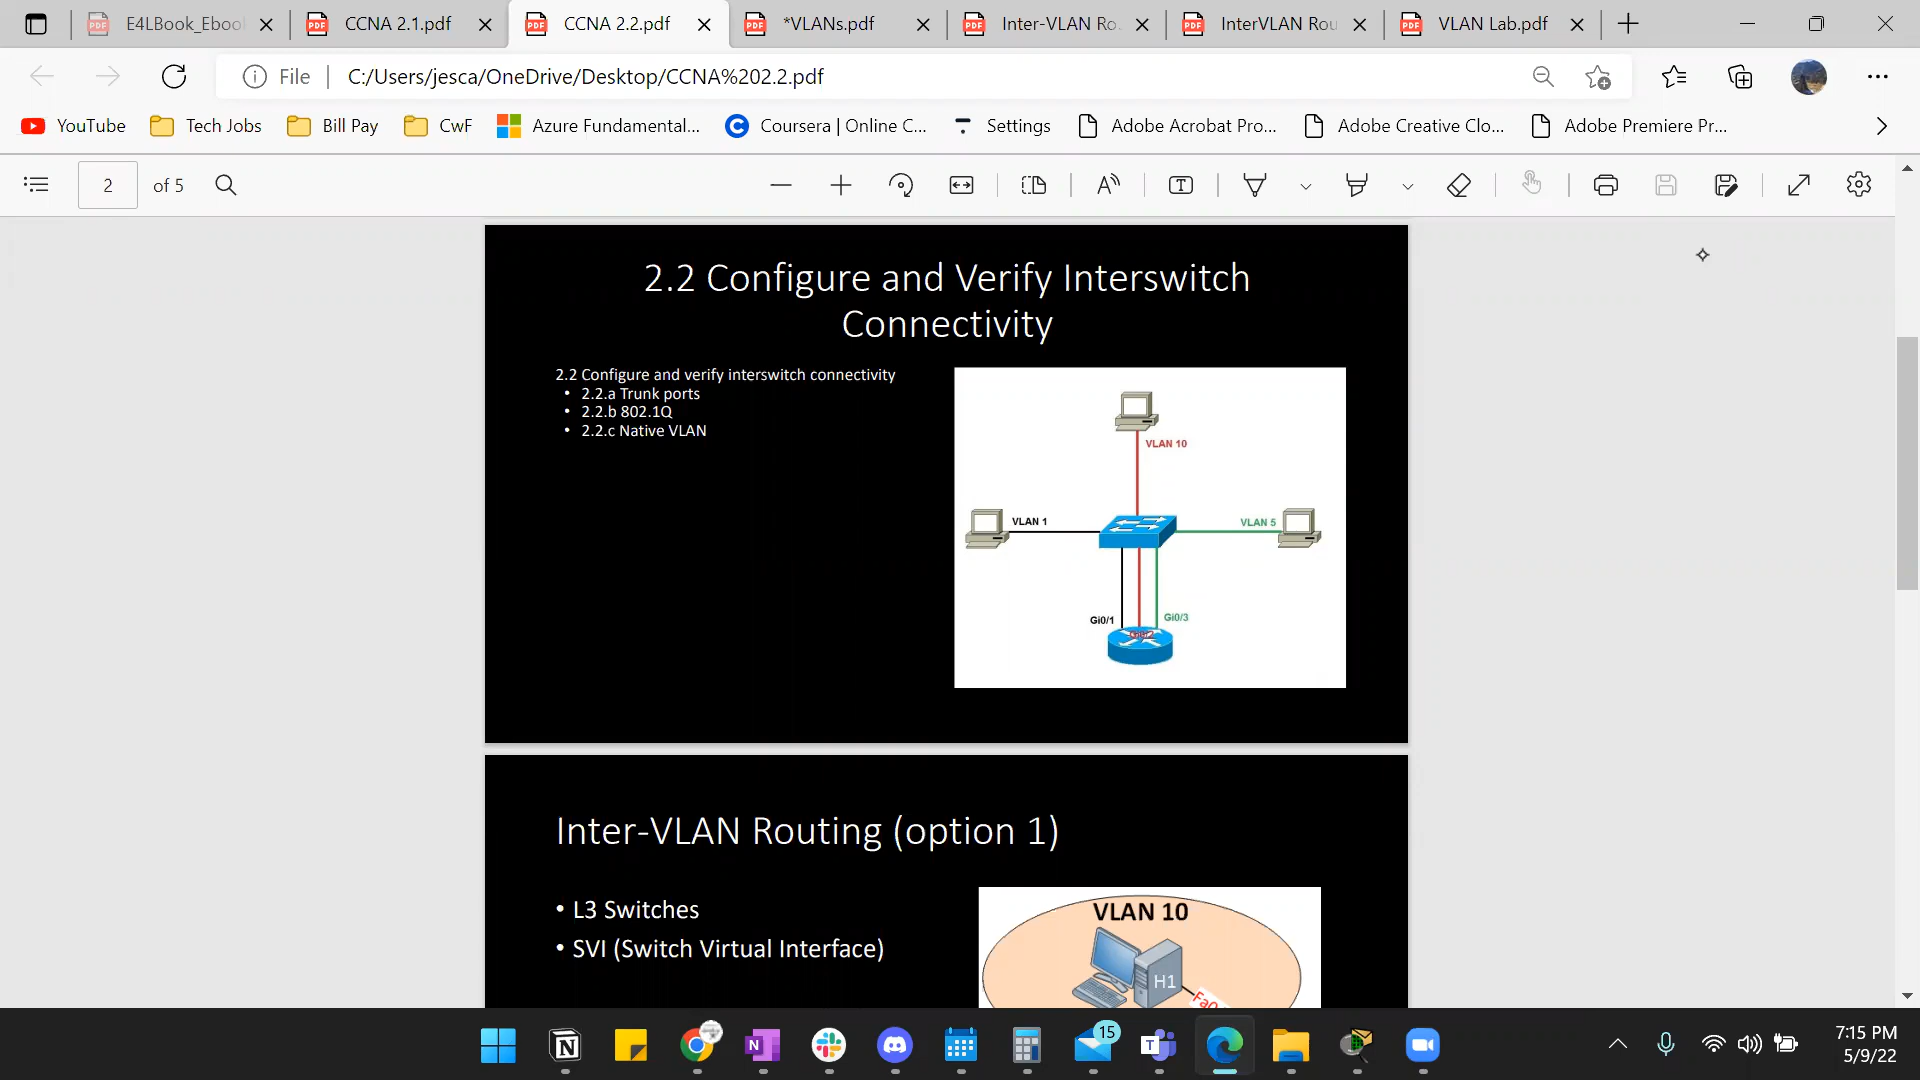 E4LBook_Ebool
CCNA 2.1.pdf
CCNA 2.2.pdf
*VLANs.pdf
Inter-VLAN Ro
InterVLAN Rou
VLAN Lab.pdf
File
C:/Users/jesca/OneDrive/Desktop/CCNA%202.2.pdf
YouTube
Tech Jobs
Bill Pay
CwF
Azure Fundamental...
Coursera | Online C...
Settings
Adobe Acrobat Pro...
Adobe Creative Clo...
Adobe Premiere Pr...
2 of 5
2.2 Configure and Verify Interswitch
Connectivity
2.2 Configure and verify interswitch connectivity
• 2.2.a Trunk ports
• 2.2.b 802.1Q
• 2.2.c Native VLAN
VLAN 10
VLAN 1
VLAN 5
Gi0/1
Gi0/3
Inter-VLAN Routing (option 1)
• L3 Switches
• SVI (Switch Virtual Interface)
VLAN 10
H1
15
7:15 PM
5/9/22